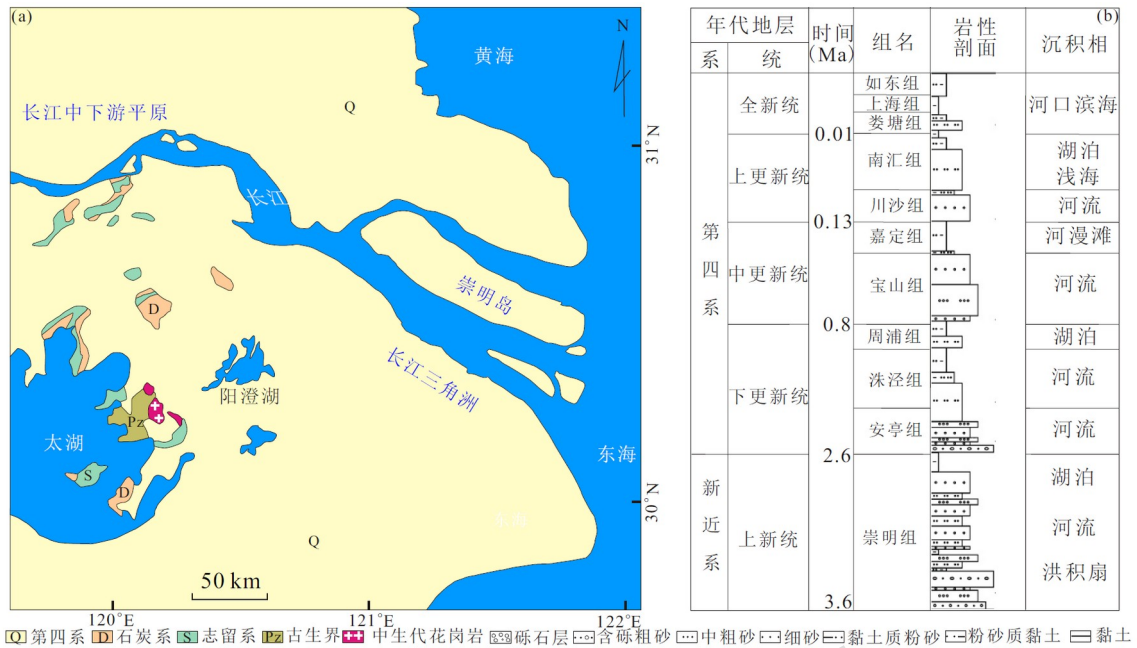 (a)
N
黄海
Q
长江中下游平原
31°N
长江
崇明岛
D
长江三角洲
阳澄湖
Pz
太湖
东海
S
D
30°N
Q
50 km
120°E
121°E
122°E
(b)
年代地层
时间
(Ma)
组名
岩性
剖面
沉积相
系
统
全新统
如东组
上海组
娄塘组
河口滨海
0.01
上更新统
南汇组
湖泊
浅海
川沙组
河流
0.13
第四系
中更新统
嘉定组
河漫滩
宝山组
河流
0.8
下更新统
周浦组
湖泊
洙泾组
河流
安亭组
河流
2.6
新近系
上新统
崇明组
湖泊
河流
洪积扇
3.6
Q 第四系 D 石炭系 S 志留系 Pz 古生界 中生代花岗岩 砾石层 含砾粗砂 中粗砂 细砂 黏土质粉砂 粉砂质黏土 黏土